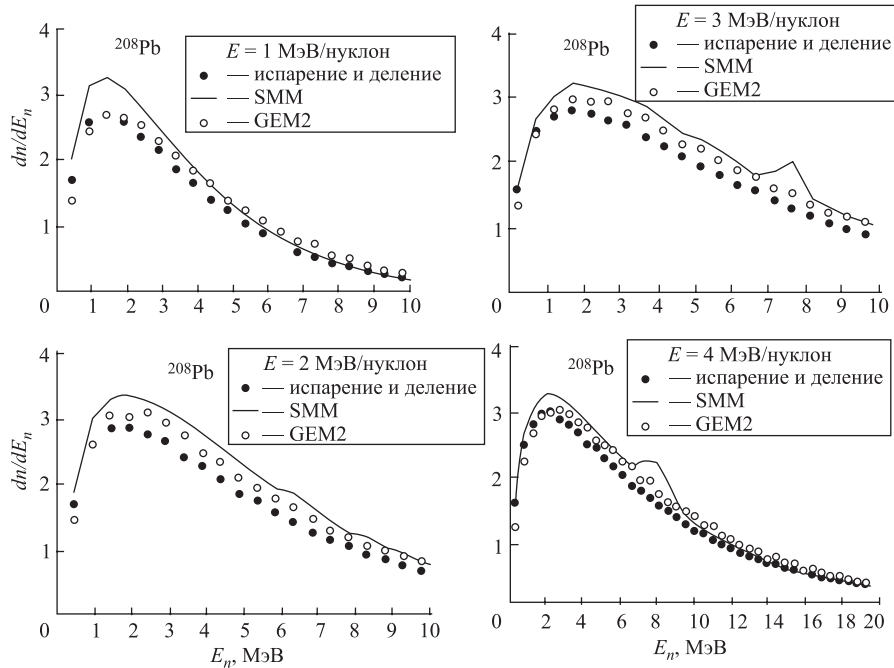 4
3
2
1
0
dn/dEₙ
²⁰⁸Pb
E = 1 МэВ/нуклон
● — испарение и деление
— SMM
○ — GEM2
1 2 3 4 5 6 7 8 9 10
4
3
2
1
0
²⁰⁸Pb
E = 3 МэВ/нуклон
● — испарение и деление
— SMM
○ — GEM2
1 2 3 4 5 6 7 8 9 10
4
3
2
1
0
dn/dEₙ
²⁰⁸Pb
E = 2 МэВ/нуклон
● — испарение и деление
— SMM
○ — GEM2
1 2 3 4 5 6 7 8 9 10
Eₙ, МэВ
4
3
2
1
0
²⁰⁸Pb
E = 4 МэВ/нуклон
● — испарение и деление
— SMM
○ — GEM2
0 2 4 6 8 10 12 14 16 18 20
Eₙ, МэВ